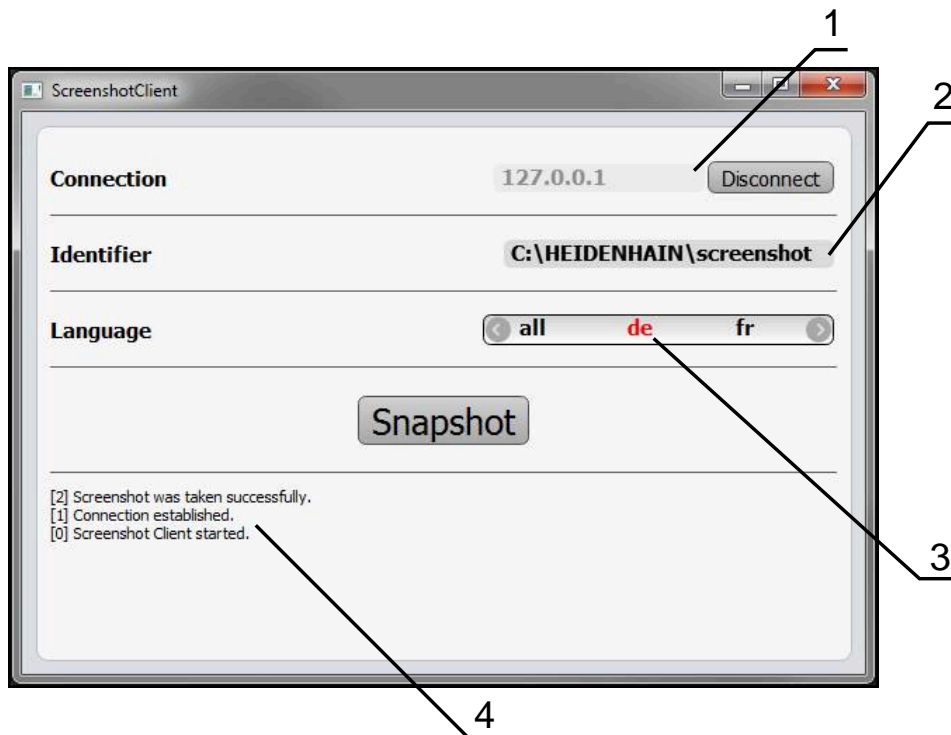 1
ScreenshotClient
2
Connection 127.0.0.1 Disconnect
Identifier C:\HEIDENHAIN\screenshot
Language all de fr
Snapshot
[2] Screenshot was taken successfully.
[1] Connection established.
[0] Screenshot Client started.
3
4